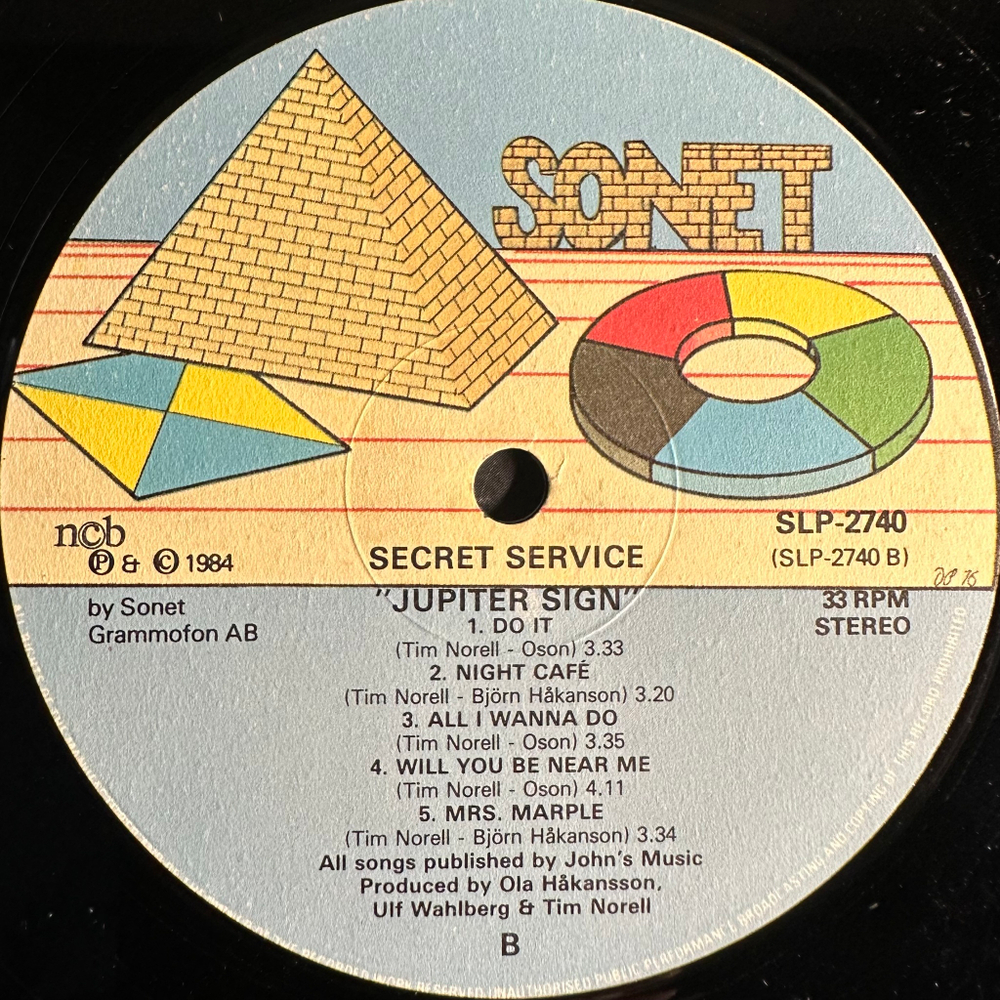 SONET
ncb
SLP-2740
Ⓟ & © 1984
SECRET SERVICE
(SLP-2740 B)
by Sonet
Grammofon AB
"JUPITER SIGN"
33 RPM
STEREO
1. DO IT
(Tim Norell - Oson) 3.33
2. NIGHT CAFÉ
(Tim Norell - Björn Håkanson) 3.20
3. ALL I WANNA DO
(Tim Norell - Oson) 3.35
4. WILL YOU BE NEAR ME
(Tim Norell - Oson) 4.11
5. MRS. MARPLE
(Tim Norell - Björn Håkanson) 3.34
All songs published by John's Music
Produced by Ola Håkansson,
Ulf Wahlberg & Tim Norell
B
UNAUTHORISED PUBLIC PERFORMANCE BROADCASTING AND COPYING OF THIS RECORD PROHIBITED